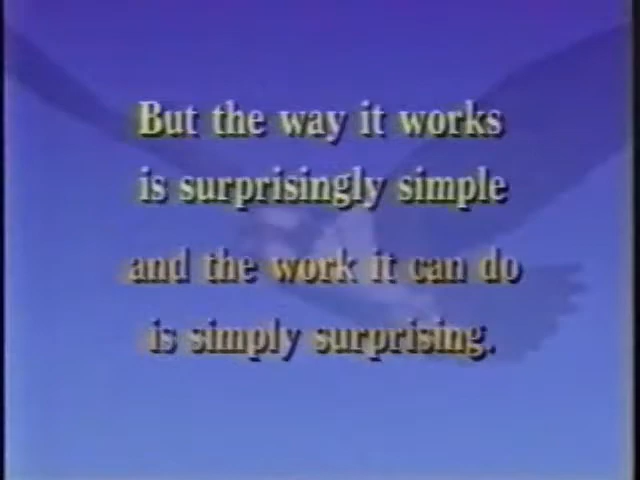 But the way it works
is surprisingly simple
and the work it can do
is simply surprising.